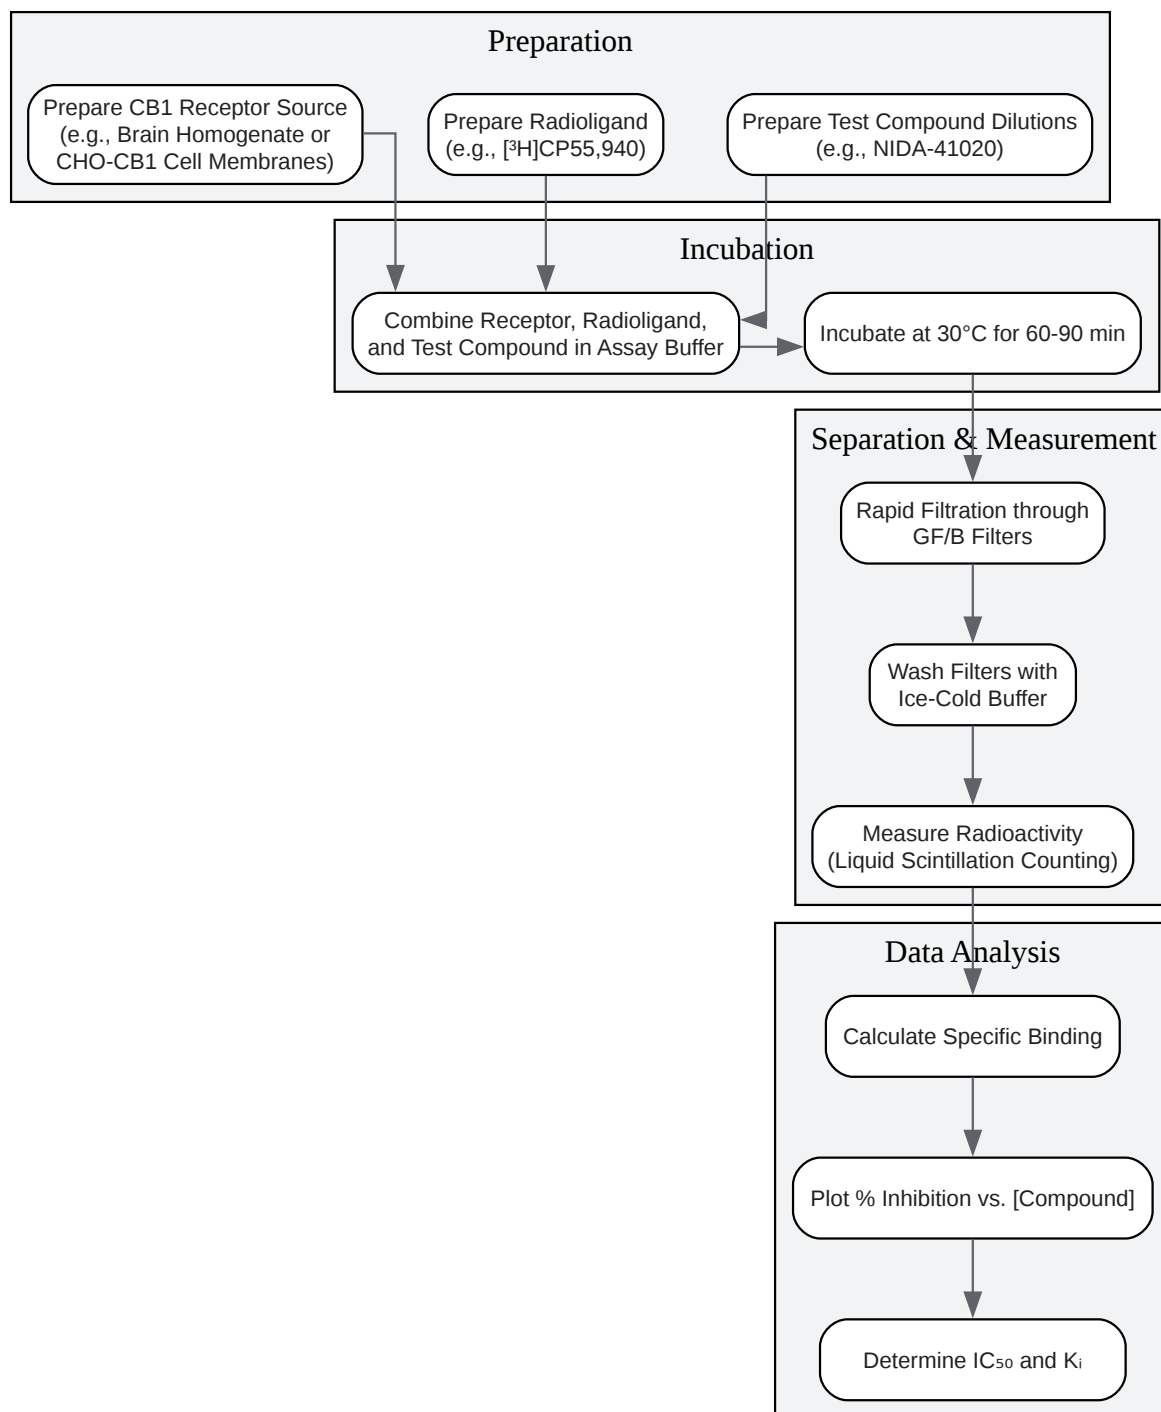 Preparation
Prepare CB1 Receptor Source
(e.g., Brain Homogenate or
CHO-CB1 Cell Membranes)
Prepare Radioligand
(e.g., [³H]CP55,940)
Prepare Test Compound Dilutions
(e.g., NIDA-41020)
Incubation
Combine Receptor, Radioligand,
and Test Compound in Assay Buffer
Incubate at 30°C for 60-90 min
Separation & Measurement
Rapid Filtration through
GF/B Filters
Wash Filters with
Ice-Cold Buffer
Measure Radioactivity
(Liquid Scintillation Counting)
Data Analysis
Calculate Specific Binding
Plot % Inhibition vs. [Compound]
Determine IC₅₀ and Kᵢ